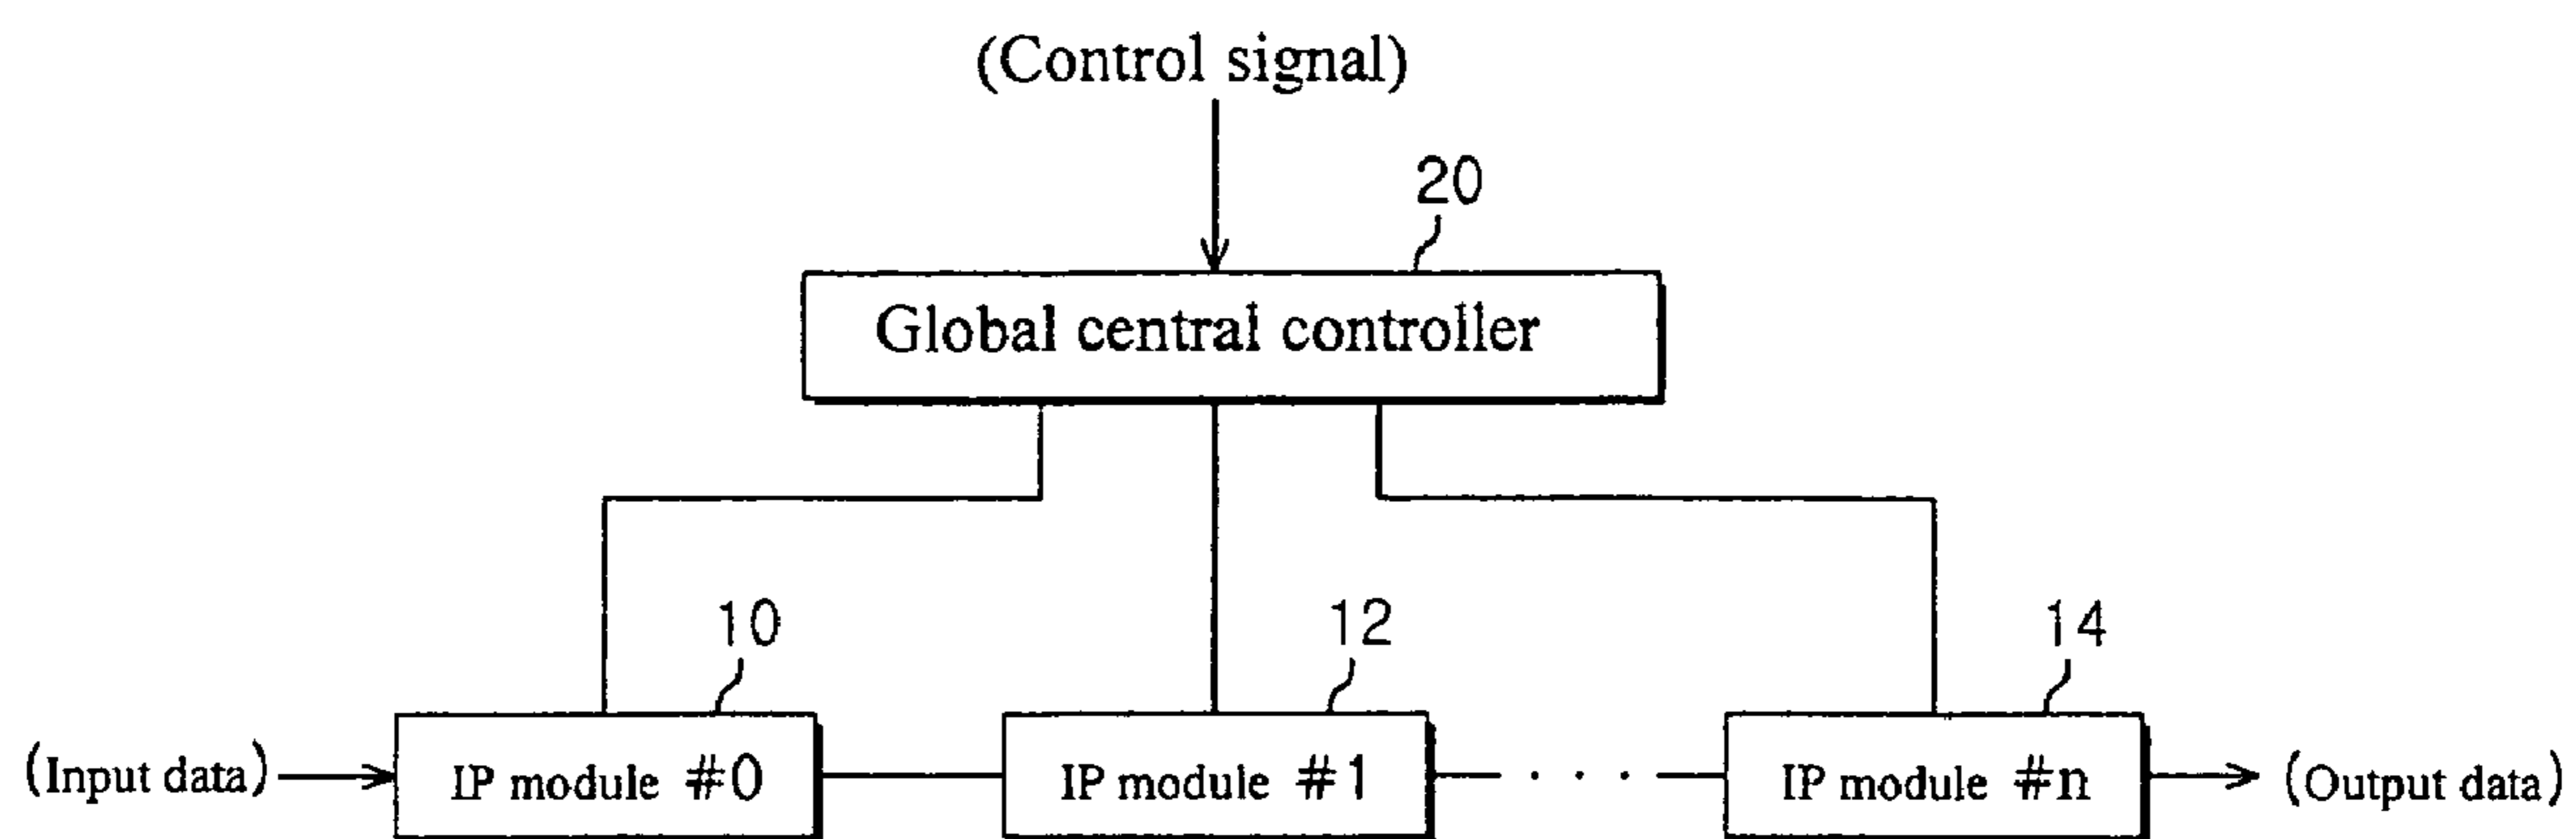 (Control signal)
20
Global central controller
10
12
14
(Input data)
IP module #0
IP module #1
. . .
IP module #n
(Output data)